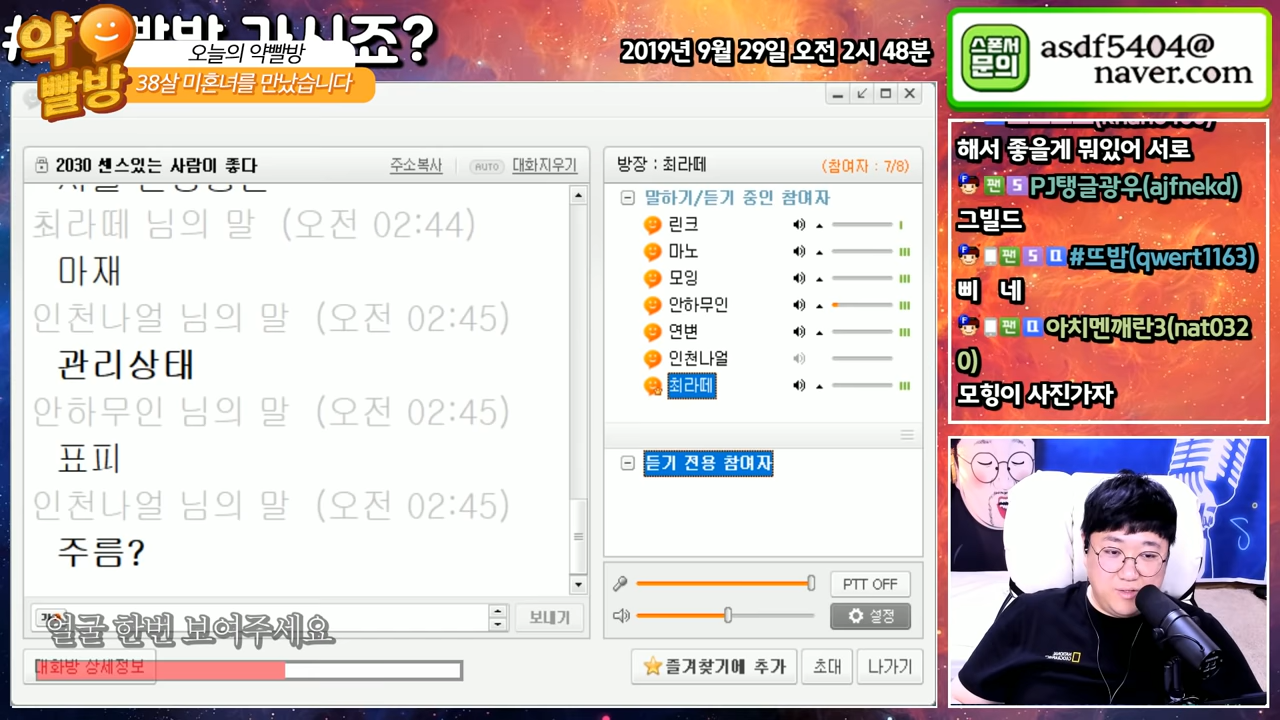 약빵방
빵방 가시죠?
오늘의 약빵방
38살 미혼녀를 만났습니다
2019년 9월 29일 오전 2시 48분
스폰서
문의
asdf5404@
naver.com
2030 센스있는 사람이 좋다
주소복사
AUTO
대화지우기
최라떼 님의 말 (오전 02:44)
마재
인천나얼 님의 말 (오전 02:45)
관리상태
안하무인 님의 말 (오전 02:45)
표피
인천나얼 님의 말 (오전 02:45)
주름?
보내기
얼굴 한번 보여주세요
대화방 상세정보
방장 : 최라떼
(참여자 : 7/8)
말하기/듣기 중인 참여자
린크
마노
모잉
안하무인
연변
인천나얼
최라떼
듣기 전용 참여자
PTT OFF
설정
즐겨찾기에 추가
초대
나가기
해서 좋을게 뭐있어 서로
F 팬 S PJ탱글광우(ajfnekd)
그빌드
F 팬 S #뜨밤(qwert1163)
삐 네
F 팬 아치멘깨란3(nat032
0)
모힝이 사진가자